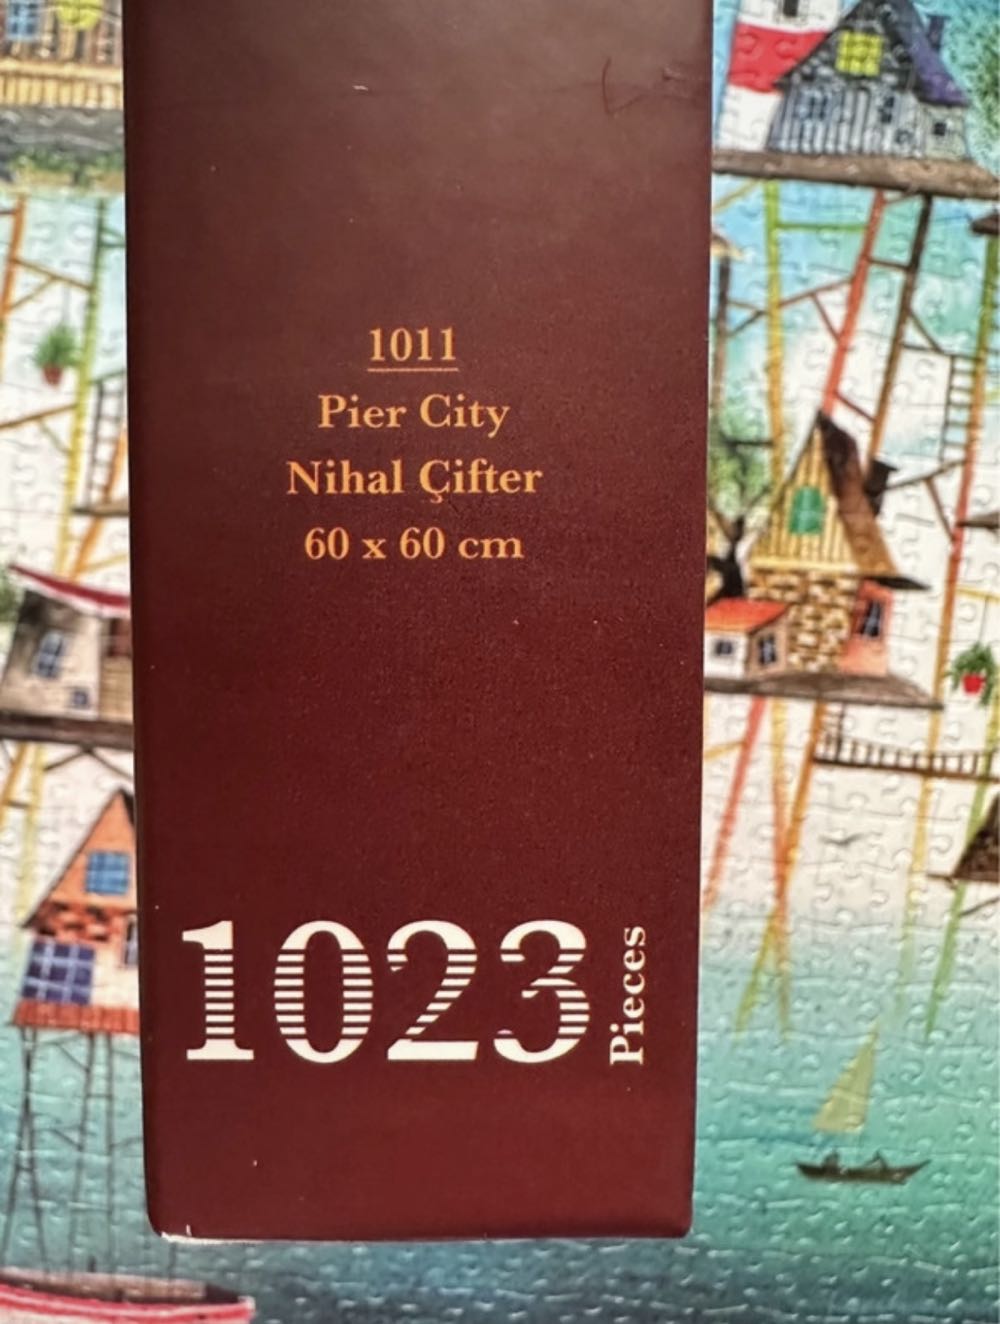 1011
Pier City
Nihal Çifter
60 x 60 cm
1023 Pieces